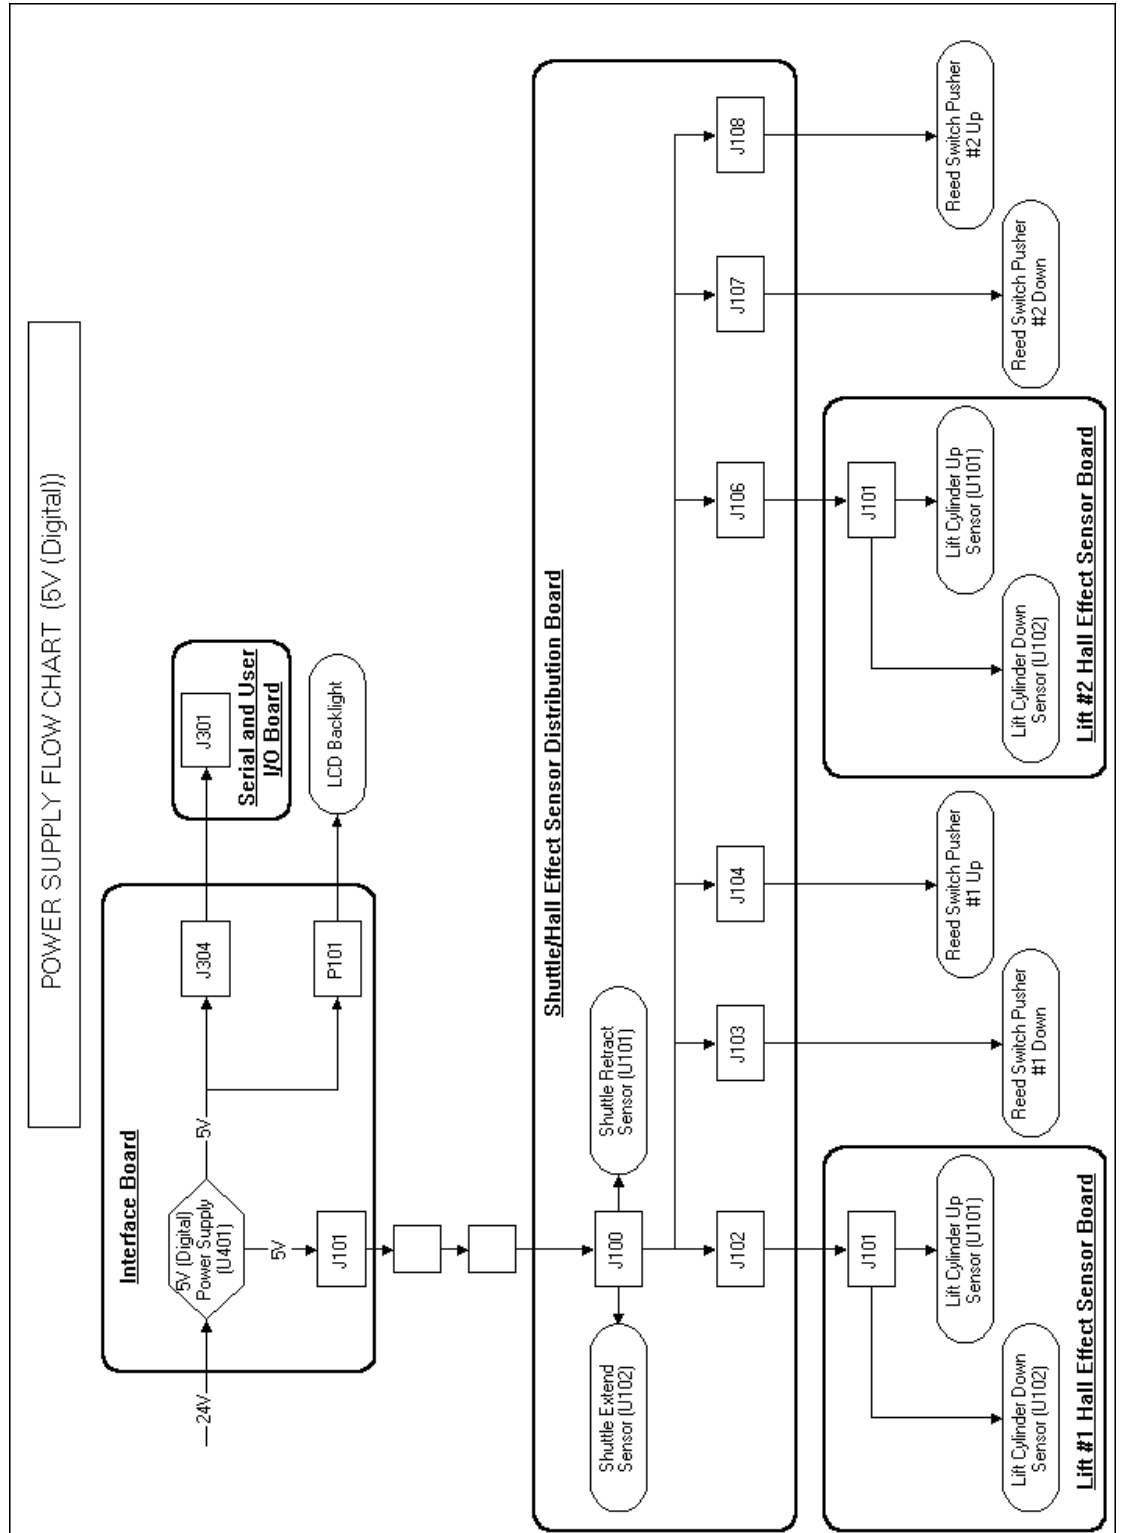 POWER SUPPLY FLOW CHART (5V (Digital))
Interface Board
24V
5V (Digital)
Power Supply
(U401)
5V
5V
J304
P101
J101
J301
Serial and User
I/O Board
LCD Backlight
Shuttle/Hall Effect Sensor Distribution Board
Shuttle Extend
Sensor (U102)
J100
Shuttle Retract
Sensor (U101)
J102
J103
J104
J106
J107
J108
J101
Lift Cylinder Up
Sensor (U101)
Lift Cylinder Down
Sensor (U102)
Lift #1 Hall Effect Sensor Board
Reed Switch Pusher
#1 Down
Reed Switch Pusher
#1 Up
J101
Lift Cylinder Up
Sensor (U101)
Lift Cylinder Down
Sensor (U102)
Lift #2 Hall Effect Sensor Board
Reed Switch Pusher
#2 Down
Reed Switch Pusher
#2 Up